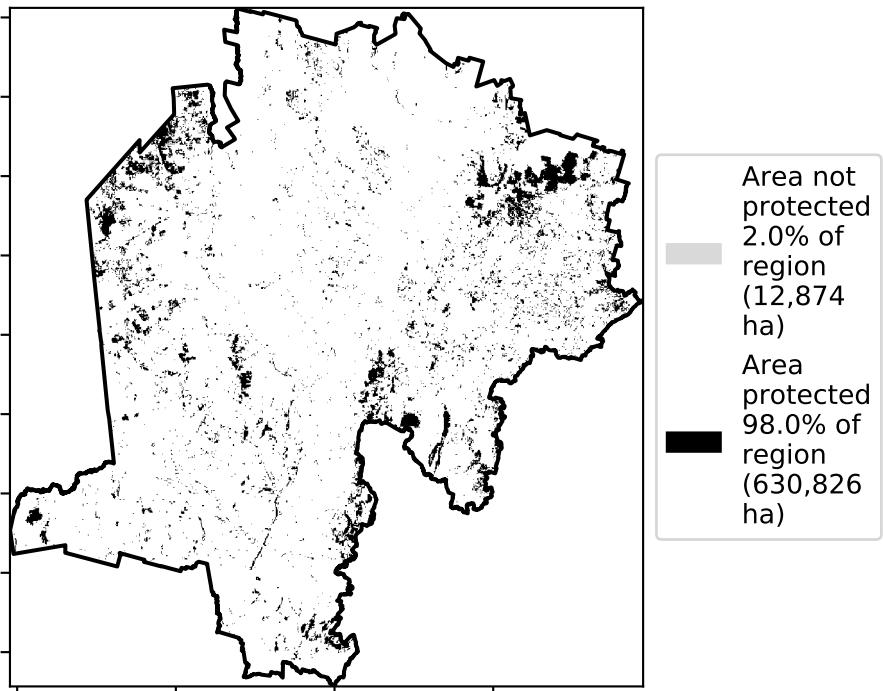 Area not
protected
2.0% of
region
(12,874
ha)
Area
protected
98.0% of
region
(630,826
ha)